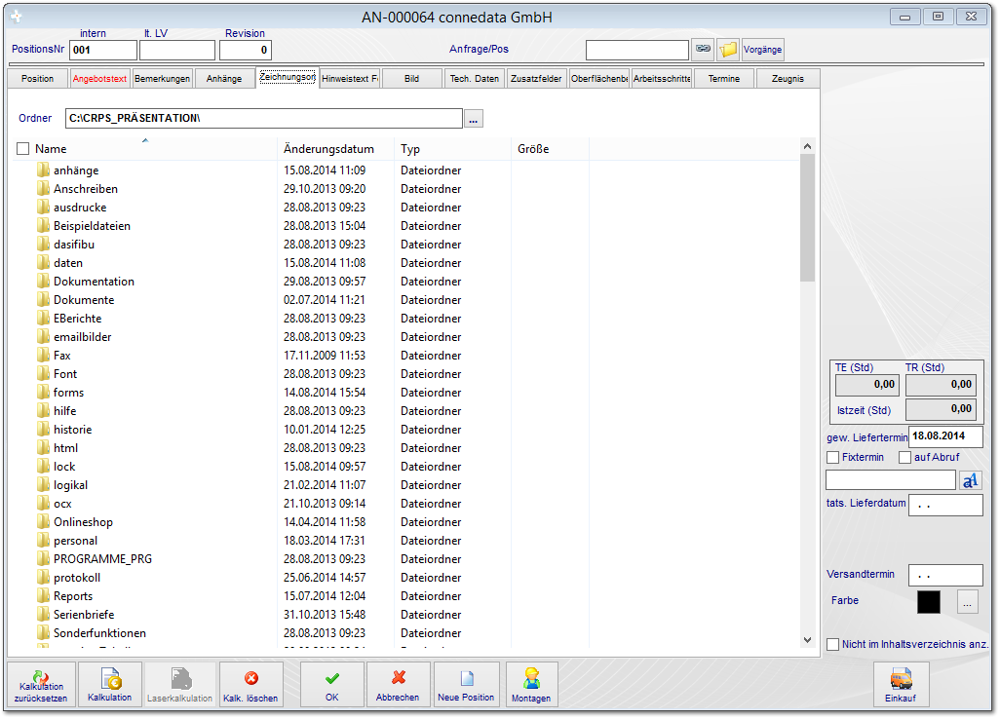 AN-000064 connedata GmbH
intern lt. LV Revision
PositionsNr 001 0 Anfrage/Pos Vorgänge
Position Angebotstext Bemerkungen Anhänge Zeichnungsor Hinweistext F Bild Tech. Daten Zusatzfelder Oberflächenbe Arbeitsschritte Termine Zeugnis
Ordner C:\CRPS_PRÄSENTATION\ ...
Name Änderungsdatum Typ Größe
anhänge 15.08.2014 11:09 Dateiordner
Anschreiben 29.10.2013 09:20 Dateiordner
ausdrucke 28.08.2013 09:23 Dateiordner
Beispieldateien 28.08.2013 15:04 Dateiordner
dasifibu 28.08.2013 09:23 Dateiordner
daten 15.08.2014 11:08 Dateiordner
Dokumentation 29.08.2013 09:57 Dateiordner
Dokumente 02.07.2014 11:21 Dateiordner
EBerichte 28.08.2013 09:23 Dateiordner
emailbilder 28.08.2013 09:23 Dateiordner
Fax 17.11.2009 11:53 Dateiordner
Font 28.08.2013 09:23 Dateiordner
forms 14.08.2014 15:54 Dateiordner
hilfe 28.08.2013 09:23 Dateiordner
historie 10.01.2014 12:25 Dateiordner
html 28.08.2013 09:23 Dateiordner
lock 15.08.2014 09:57 Dateiordner
logikal 21.02.2014 11:07 Dateiordner
ocx 21.10.2013 09:14 Dateiordner
Onlineshop 14.04.2014 11:58 Dateiordner
personal 18.03.2014 17:31 Dateiordner
PROGRAMME_PRG 28.08.2013 09:23 Dateiordner
protokoll 25.06.2014 14:57 Dateiordner
Reports 15.07.2014 12:04 Dateiordner
Serienbriefe 31.10.2013 15:48 Dateiordner
Sonderfunktionen 28.08.2013 09:23 Dateiordner
TE (Std) TR (Std)
0,00 0,00
Istzeit (Std) 0,00
gew. Liefertermin 18.08.2014
Fixtermin auf Abruf
tats. Lieferdatum . .
Versandtermin . .
Farbe ...
Nicht im Inhaltsverzeichnis anz.
Kalkulation zurücksetzen
Kalkulation
Laserkalkulation
Kalk. löschen
OK
Abbrechen
Neue Position
Montagen
Einkauf